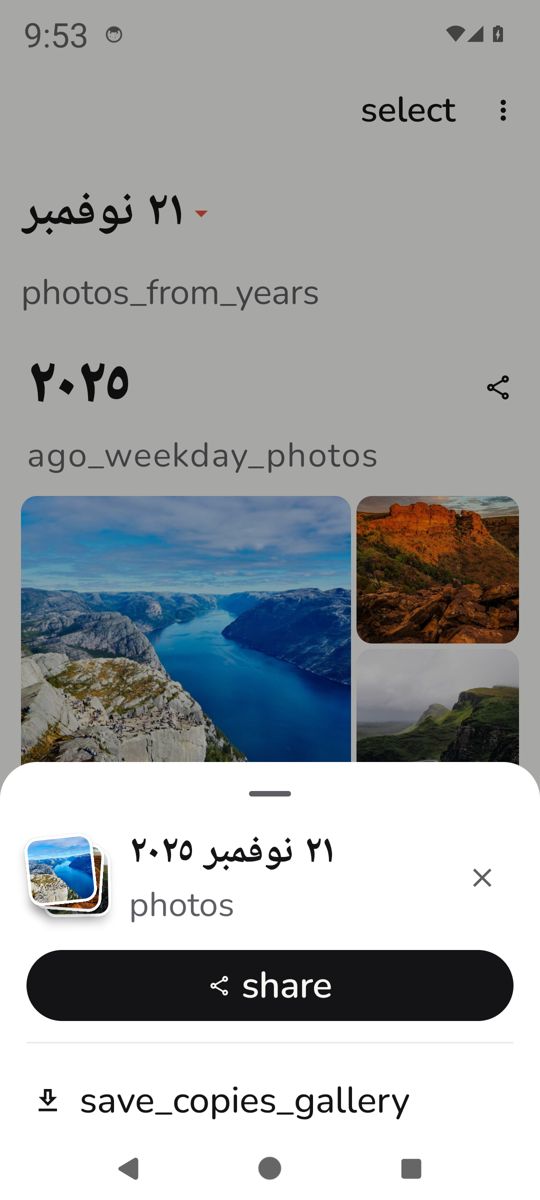 9:53
select
٢١ نوفمبر
photos_from_years
٢٠٢٥
ago_weekday_photos
٢١ نوفمبر ٢٠٢٥
photos
share
save_copies_gallery